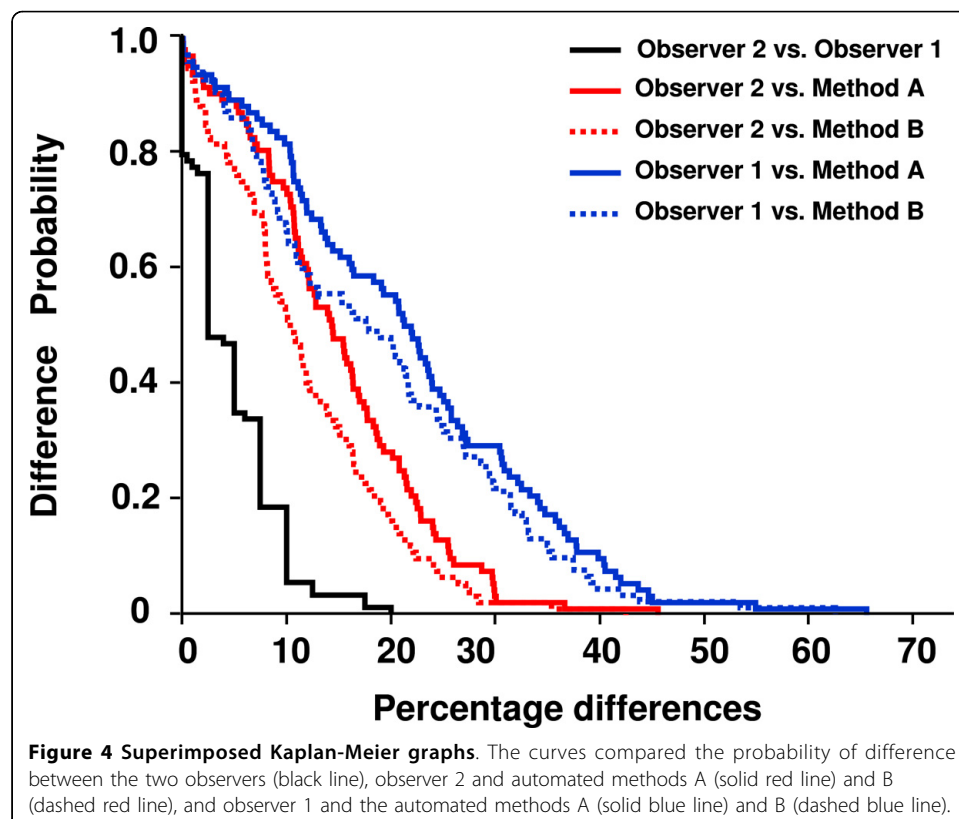 1.0
0.8
0.6
0.4
0.2
0
Difference Probability
Observer 2 vs. Observer 1
Observer 2 vs. Method A
Observer 2 vs. Method B
Observer 1 vs. Method A
Observer 1 vs. Method B
0 10 20 30 40 50 60 70
Percentage differences
Figure 4 Superimposed Kaplan-Meier graphs. The curves compared the probability of difference
between the two observers (black line), observer 2 and automated methods A (solid red line) and B
(dashed red line), and observer 1 and the automated methods A (solid blue line) and B (dashed blue line).